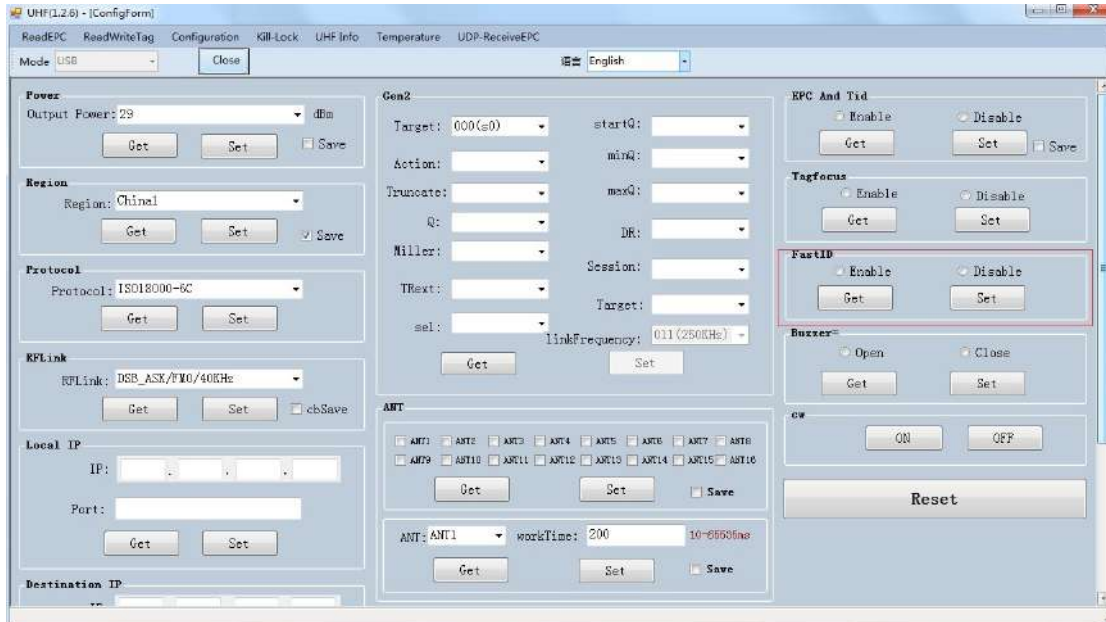 UHF(1.2.6) - [ConfigForm]
ReadEPC ReadWriteTag Configuration Kill-Lock UHF Info Temperature UDP-ReceiveEPC
Mode USB Close 语言 English
Power
Output Power: 29 dBm
Get Set Save
Region
Region: China1
Get Set Save
Protocol
Protocol: ISO18000-6C
Get Set
RFLink
RFLink: DSB_ASK/FM0/40KHz
Get Set cbSave
Local IP
IP: . . .
Port:
Get Set
Destination IP
Gen2
Target: 000(s0) startQ:
Action: minQ:
Truncate: maxQ:
Q: DR:
Miller: Session:
TRext: Target:
sel: linkFrequency: 011(250KHz)
Get Set
ANT
ANT1 ANT2 ANT3 ANT4 ANT5 ANT6 ANT7 ANT8
ANT9 ANT10 ANT11 ANT12 ANT13 ANT14 ANT15 ANT16
Get Set Save
ANT: ANT1 workTime: 200 10-65535ms
Get Set Save
EPC And Tid
Enable Disable
Get Set Save
Tagfocus
Enable Disable
Get Set
FastID
Enable Disable
Get Set
Buzzer=
Open Close
Get Set
cw
ON OFF
Reset